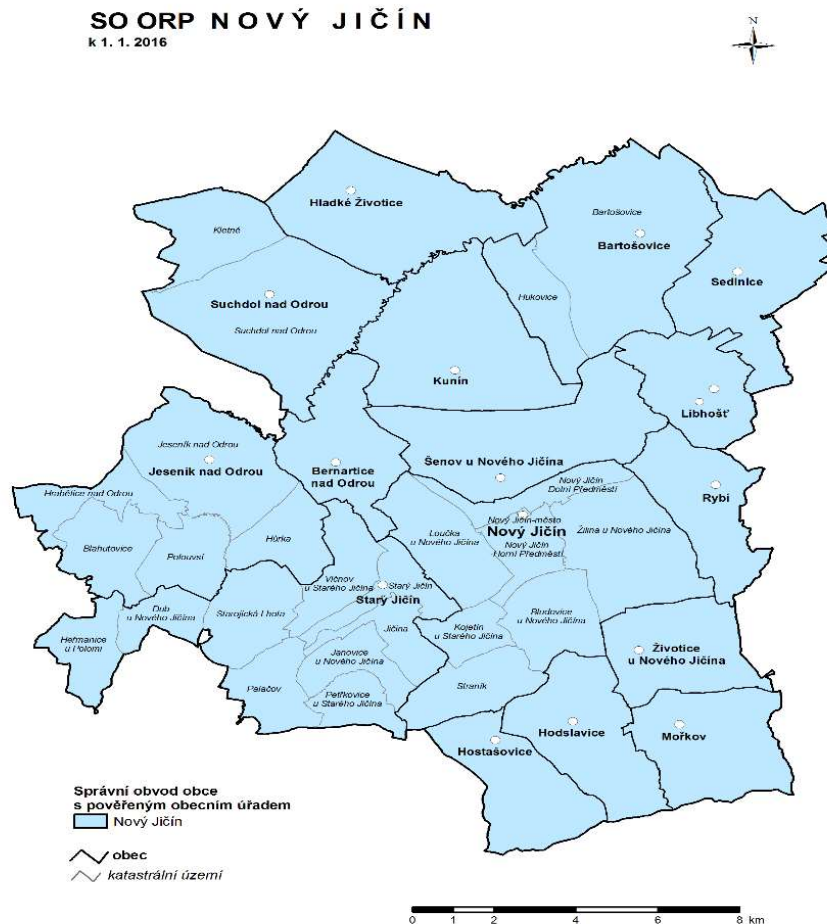 SO ORP NOVÝ JIČÍN
k 1. 1. 2016
N
Hladké Životice
Kletné
Bartošovice
Bartošovice
Sedlnice
Suchdol nad Odrou
Suchdol nad Odrou
Hukovice
Kunín
Libhošť
Jeseník nad Odrou
Jeseník nad Odrou
Bernartice
nad Odrou
Šenov u Nového Jičína
Nový Jičín
Dolní Předměstí
Rybí
Hrabětice nad Odrou
Blahutovice
Polouvsí
Hůrka
Loučka
u Nového Jičína
Nový Jičín-město
Nový Jičín
Nový Jičín
Horní Předměstí
Žilina u Nového Jičína
Vlčnov
u Starého Jičína
Starý Jičín
Starý Jičín
Dub
u Nového Jičína
Starojická Lhota
Jičina
Kojetín
u Starého Jičína
Bludovice
u Nového Jičína
Heřmanice
u Polomi
Janovice
u Nového Jičína
Životice
u Nového Jičína
Palačov
Petřkovice
u Starého Jičína
Straník
Hostašovice
Hodslavice
Mořkov
Správní obvod obce
s pověřeným obecním úřadem
Nový Jičín
obec
katastrální území
0 1 2 4 6 8 km